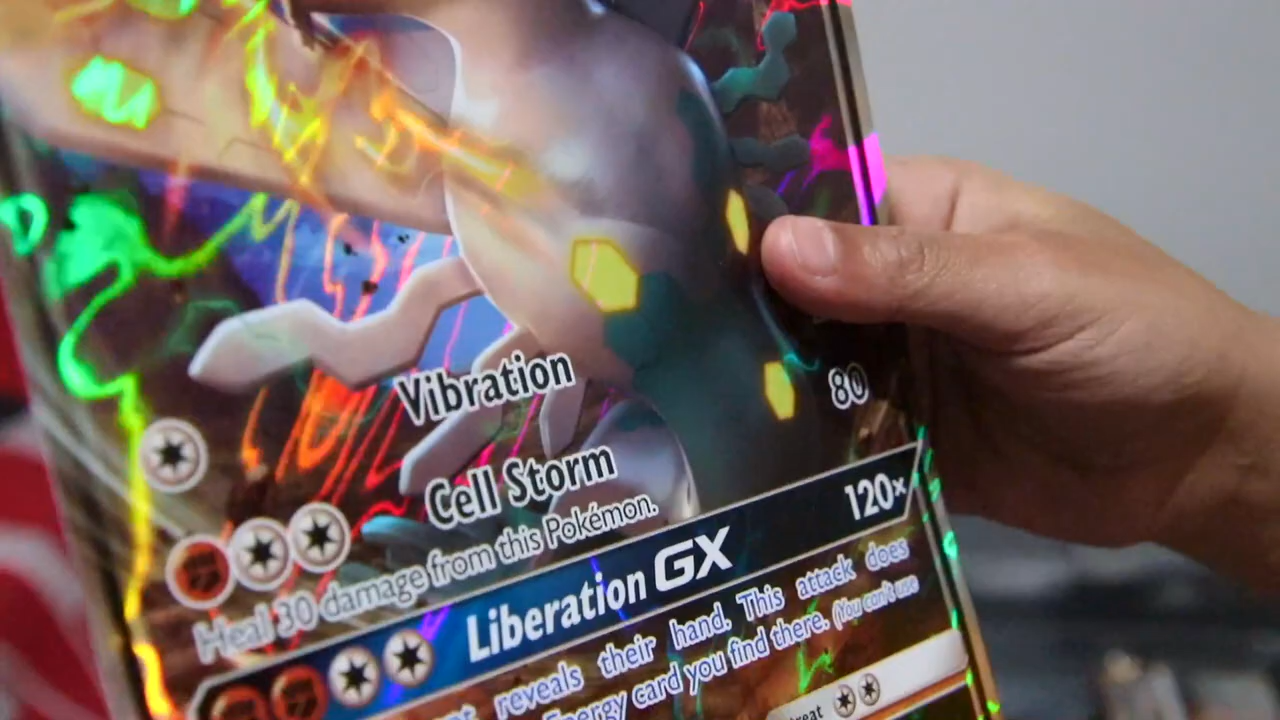 Vibration
80
Cell Storm
Heal 30 damage from this Pokémon.
Liberation GX 120x
reveals their hand. This attack does
Energy card you find there. (You can't use